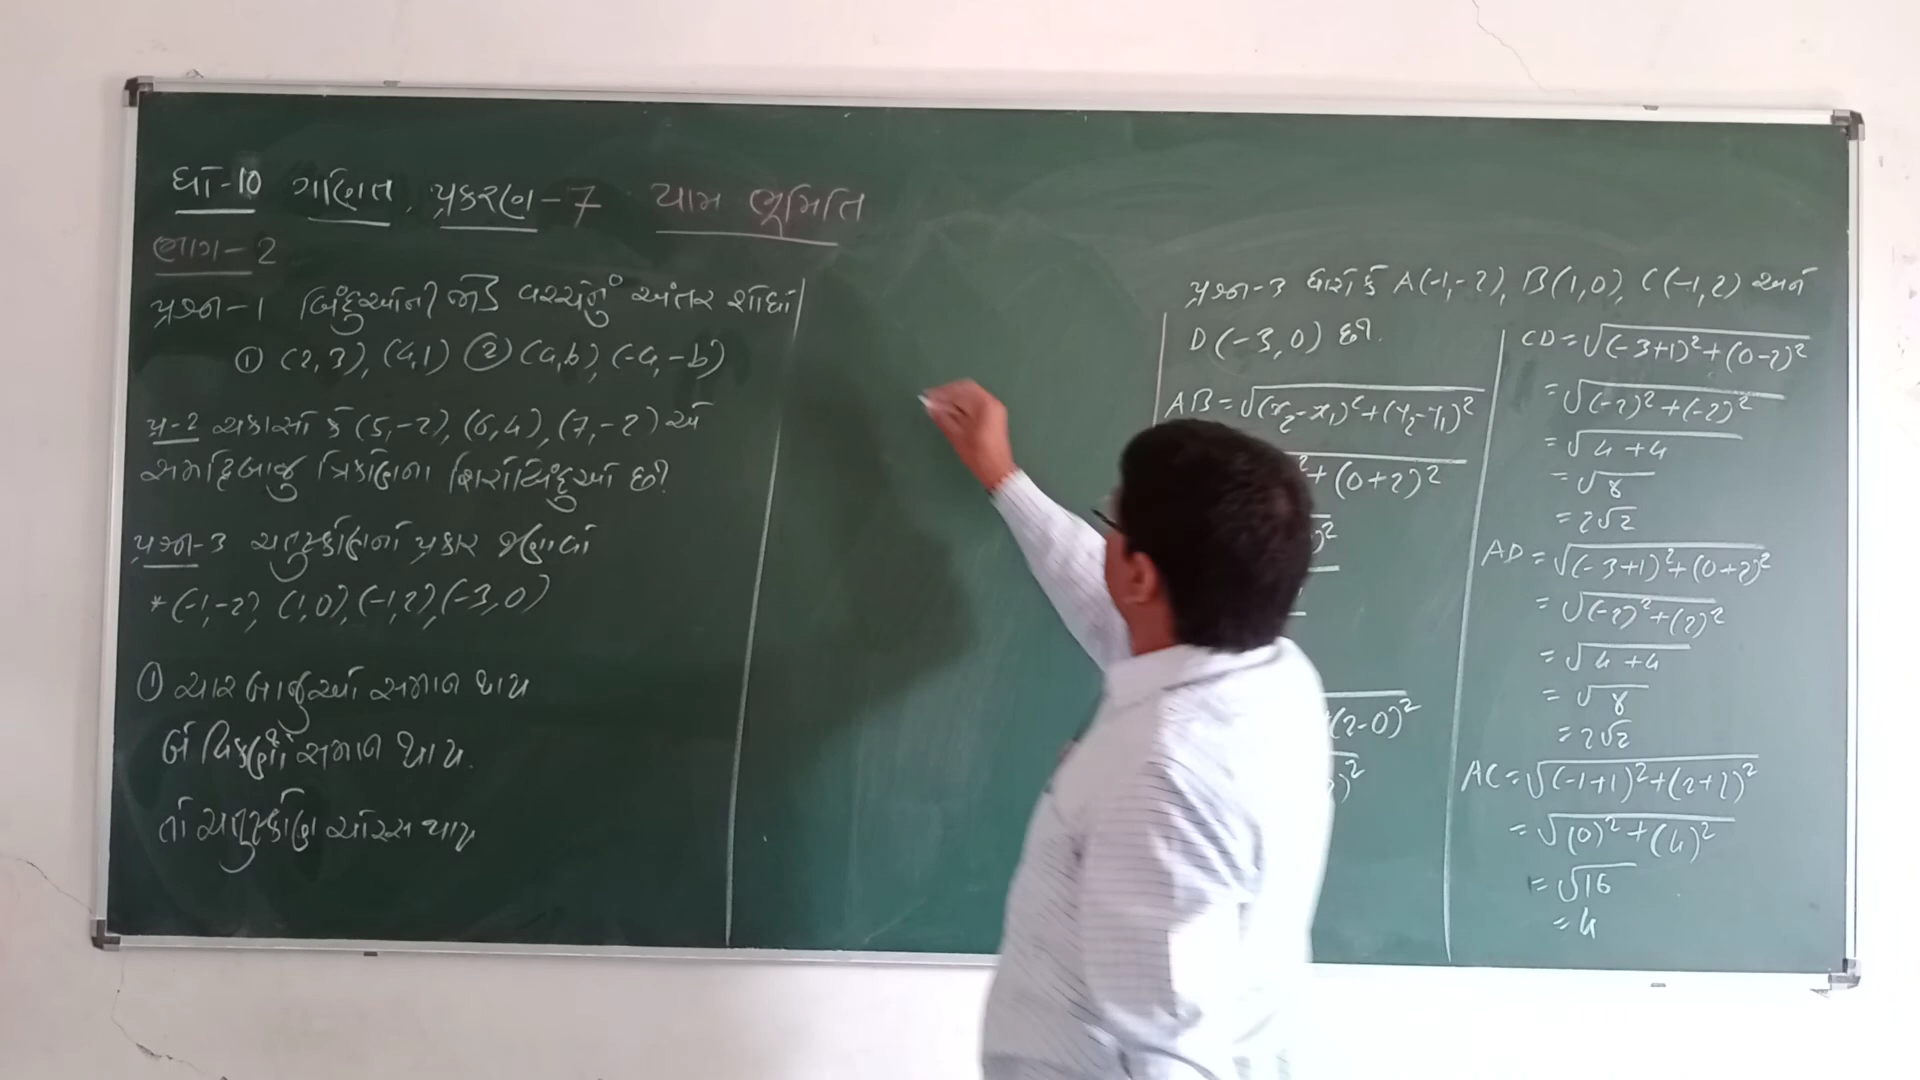 ધો-10 ગણિત, પ્રકરણ-7 યામ ભૂમિતિ
ભાગ-2
પ્રશ્ન-1 બિંદુઓની જોડ વચ્ચેનું અંતર શોધો
① (2,3), (4,1) ② (a,b), (-a,-b)
પ્ર-2 ચકાસો કે (5,-2), (6,4), (7,-2) એ
સમદ્વિબાજુ ત્રિકોણના શિરોબિંદુઓ છે?
પ્રશ્ન-3 ચતુષ્કોણનો પ્રકાર જણાવો
* (-1,-2), (1,0), (-1,2), (-3,0)
① ચાર બાજુઓ સમાન થાય
બે વિકર્ણો સમાન થાય.
તો ચતુષ્કોણ ચોરસ થાય
પ્રશ્ન-3 ધારો કે A(-1,-2), B(1,0), C(-1,2) અને
D(-3,0) છે.
AB = √(x₂-x₁)²+(y₂-y₁)²
²+(0+2)²
)²
(2-0)²
)²
CD = √(-3+1)²+(0-2)²
= √(-2)²+(-2)²
= √4+4
= √8
= 2√2
AD = √(-3+1)²+(0+2)²
= √(-2)²+(2)²
= √4+4
= √8
= 2√2
AC = √(-1+1)²+(2+2)²
= √(0)²+(4)²
= √16
= 4